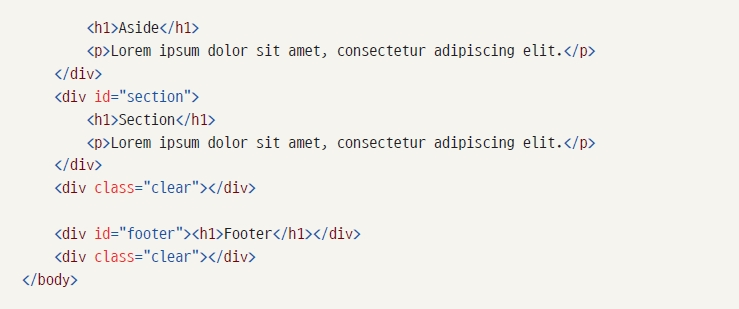 <h1>Aside</h1>
<p>Lorem ipsum dolor sit amet, consectetur adipiscing elit.</p>
</div>
<div id="section">
<h1>Section</h1>
<p>Lorem ipsum dolor sit amet, consectetur adipiscing elit.</p>
</div>
<div class="clear"></div>
<div id="footer"><h1>Footer</h1></div>
<div class="clear"></div>
</body>